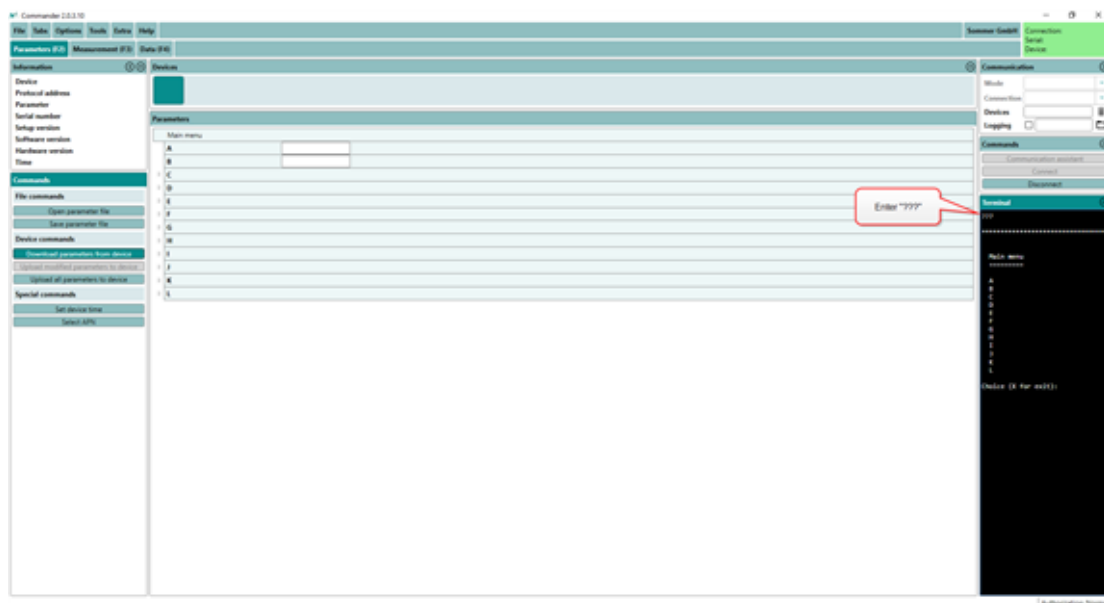 Commander 2.0.3.10
File Tabs Options Tools Extra Help
Sommer GmbH
Connection:
Serial:
Device:
Parameters (F2) Measurement (F3) Data (F4)
Information
Device
Protocol address
Parameter
Serial number
Setup version
Software version
Hardware version
Time
Commands
File commands
Open parameter file
Save parameter file
Device commands
Download parameters from device
Upload modified parameters to device
Upload all parameters to device
Special commands
Set device time
Select APN
Devices
Parameters
Main menu
A
B
C
D
E
F
G
H
I
J
K
L
Enter "???"
Communication
Mode
Connection
Devices
Logging
Commands
Communication assistant
Connect
Disconnect
Terminal
???
Main menu
A
B
C
D
E
F
G
H
I
J
K
L
Choice (X for exit):